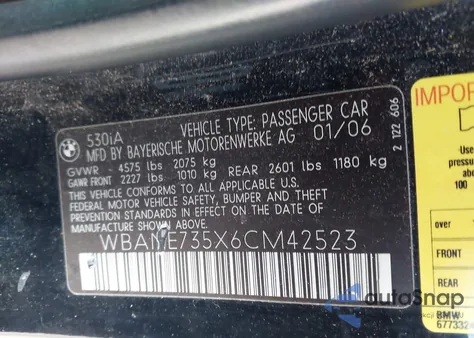 530iA
VEHICLE TYPE: PASSENGER CAR
MFD BY BAYERISCHE MOTORENWERKE AG 01/06
GVWR - 4575 lbs 2075 kg
GAWR FRONT 2227 lbs 1010 kg REAR 2601 lbs 1180 kg
THIS VEHICLE CONFORMS TO ALL APPLICABLE
FEDERAL MOTOR VEHICLE SAFETY, BUMPER AND THEFT
PREVENTION STANDARDS IN EFFECT ON THE DATE OF
MANUFACTURE SHOWN ABOVE.
WBANE735X6CM42523
2 122 606
-Use
100
over
FRONT
REAR
BMW
autoSnap